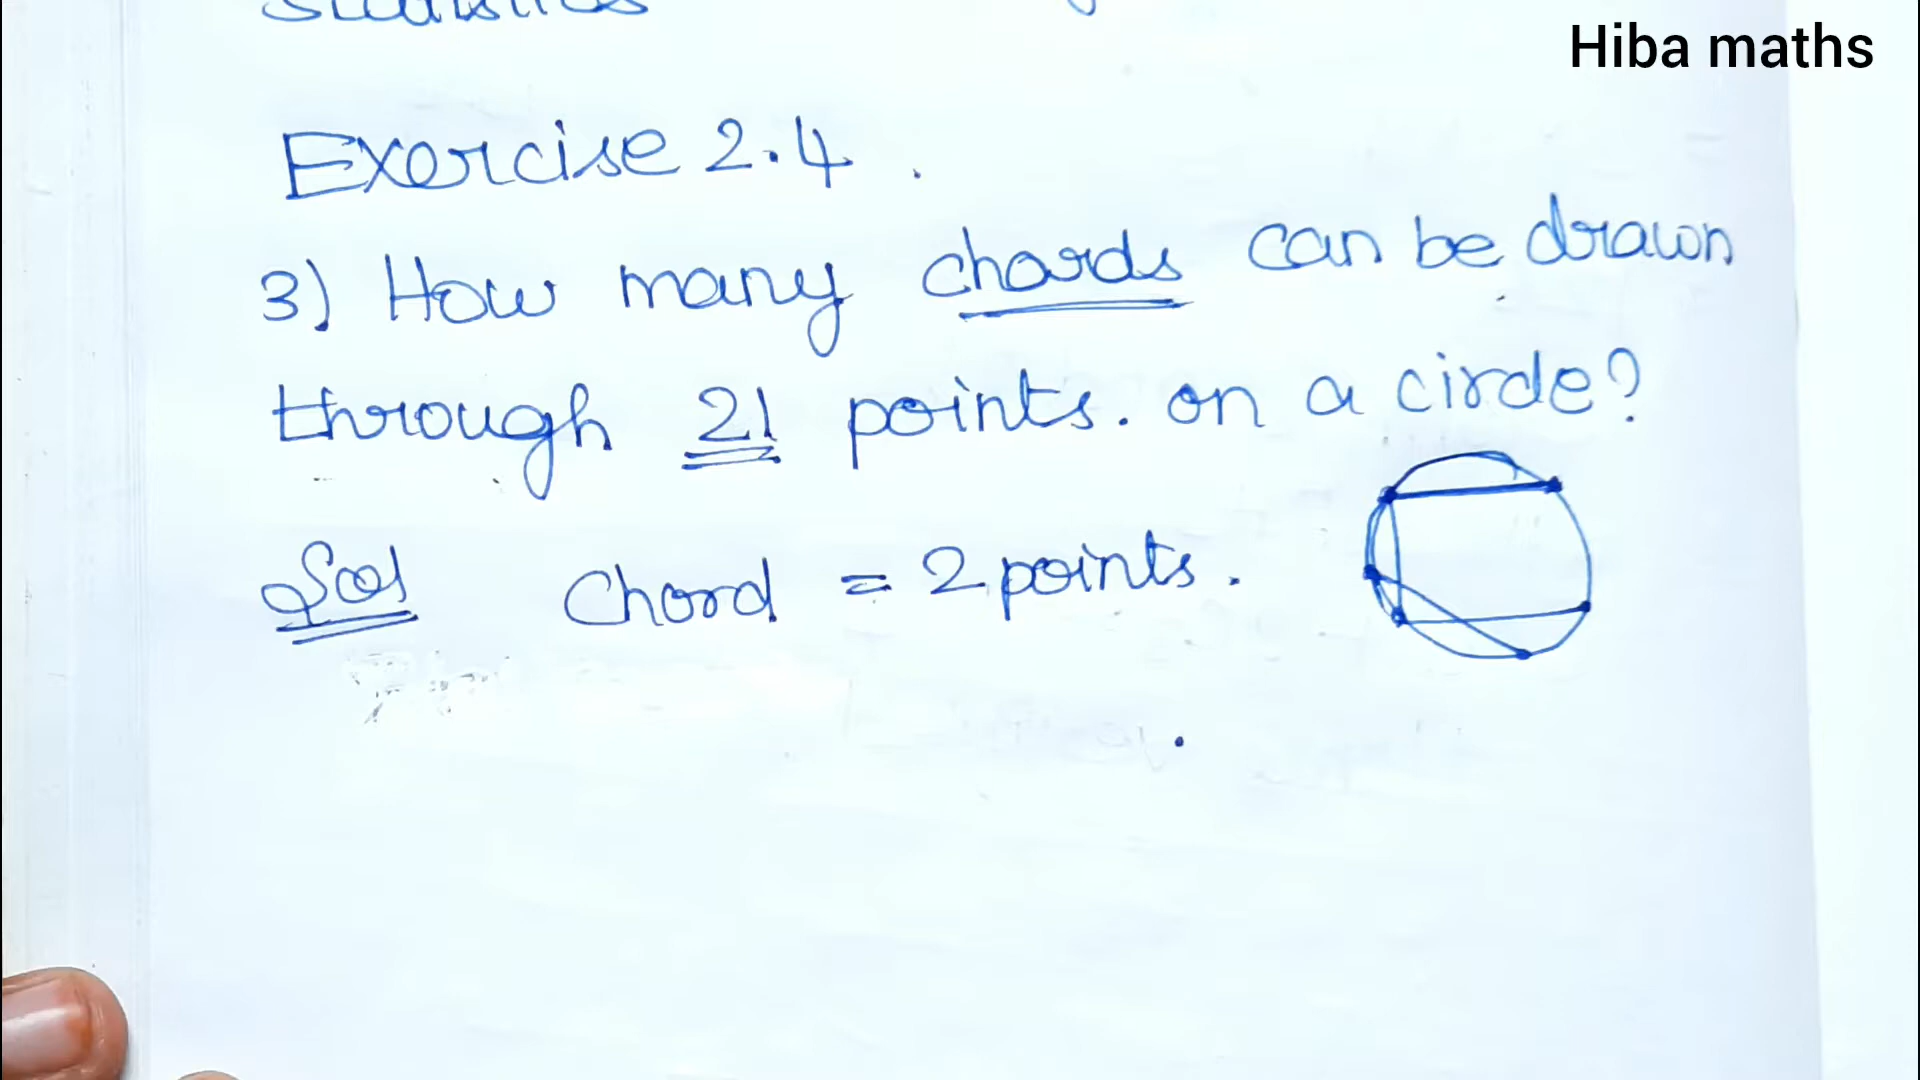 Hiba maths
Exercise 2.4
3) How many chords can be drawn
through 21 points. on a circle?
Sol Chord = 2 points.